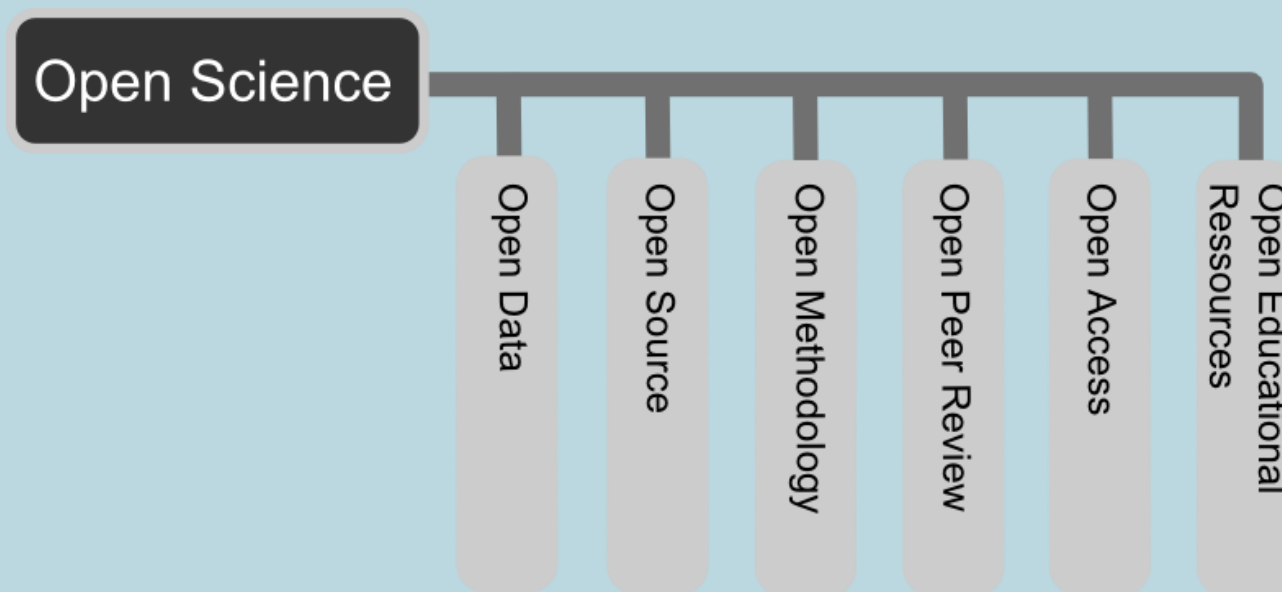 Open Science
Open Data
Open Source
Open Methodology
Open Peer Review
Open Access
Open Educational
Ressources